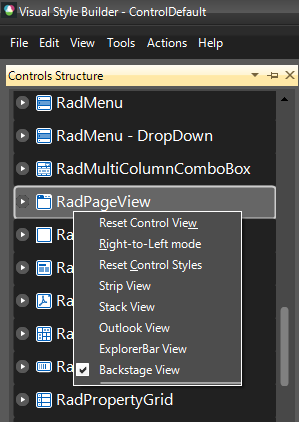 Visual Style Builder - ControlDefault
File Edit View Tools Actions Help
Controls Structure
RadMenu
RadMenu - DropDown
RadMultiColumnComboBox
RadPageView
Reset Control View
Ra
Right-to-Left mode
Reset Control Styles
Ra
Strip View
Ra
Stack View
Outlook View
Ra
ExplorerBar View
Ra
Backstage View
RadPropertyGrid